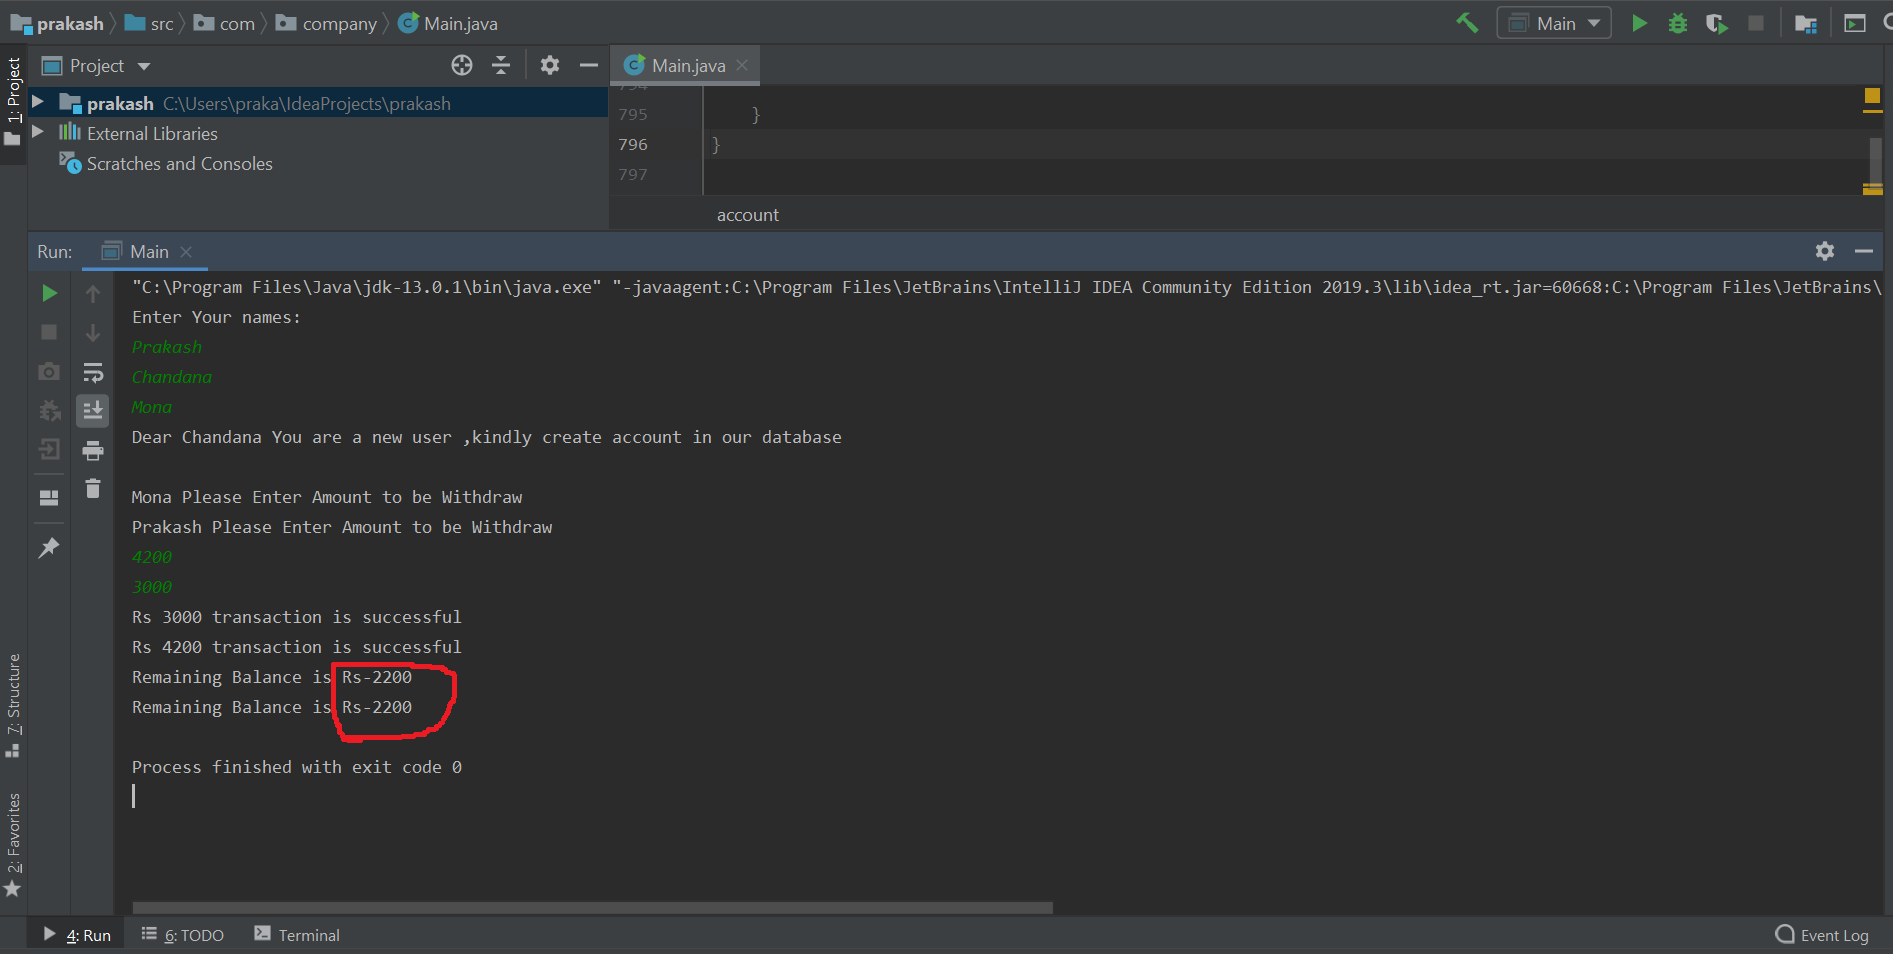 prakash src com company Main.java
Main
1: Project
Project
Main.java
prakash C:\Users\praka\IdeaProjects\prakash
External Libraries
Scratches and Consoles
795 }
796 }
797
account
Run: Main
"C:\Program Files\Java\jdk-13.0.1\bin\java.exe" "-javaagent:C:\Program Files\JetBrains\IntelliJ IDEA Community Edition 2019.3\lib\idea_rt.jar=60668:C:\Program Files\JetBrains\
Enter Your names:
Prakash
Chandana
Mona
Dear Chandana You are a new user ,kindly create account in our database
Mona Please Enter Amount to be Withdraw
Prakash Please Enter Amount to be Withdraw
4200
3000
Rs 3000 transaction is successful
Rs 4200 transaction is successful
Remaining Balance is Rs-2200
Remaining Balance is Rs-2200
Process finished with exit code 0
7: Structure
2: Favorites
4: Run 6: TODO Terminal
Event Log